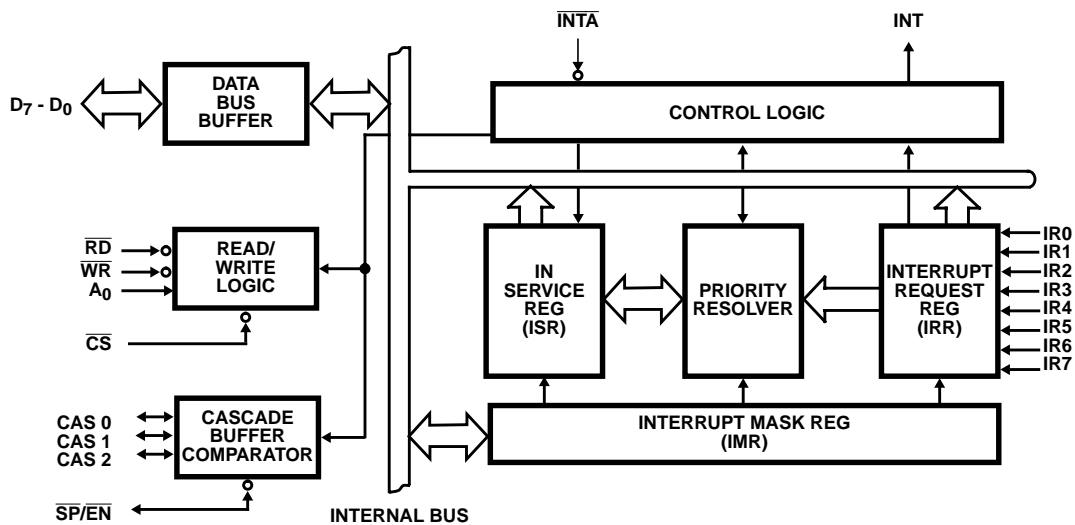 INTA
INT
DATA
BUS
BUFFER
D7 - D0
CONTROL LOGIC
RD
WR
A0
READ/
WRITE
LOGIC
CS
IN
SERVICE
REG
(ISR)
PRIORITY
RESOLVER
INTERRUPT
REQUEST
REG
(IRR)
IR0
IR1
IR2
IR3
IR4
IR5
IR6
IR7
CAS 0
CAS 1
CAS 2
CASCADE
BUFFER
COMPARATOR
INTERRUPT MASK REG
(IMR)
SP/EN
INTERNAL BUS